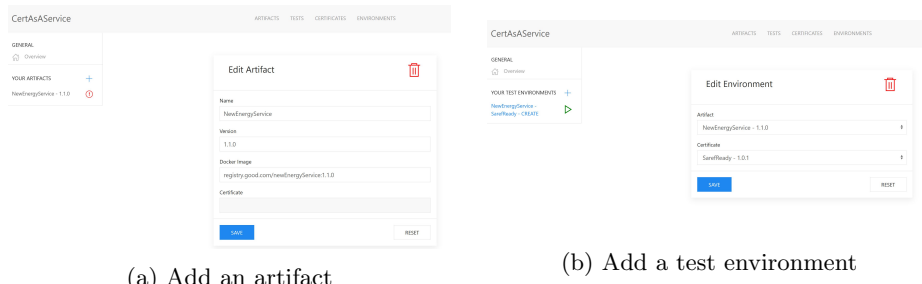 CertAsAService
ARTIFACTS TESTS CERTIFICATES ENVIRONMENTS
GENERAL
Overview
YOUR ARTIFACTS +
NewEnergyService - 1.1.0
Edit Artifact
Name
NewEnergyService
Version
1.1.0
Docker Image
registry.good.com/newEnergyService:1.1.0
Certificate
SAVE RESET
(a) Add an artifact
CertAsAService
ARTIFACTS TESTS CERTIFICATES ENVIRONMENTS
GENERAL
Overview
YOUR TEST ENVIRONMENTS +
NewEnergyService -
SarefReady - CREATE
Edit Environment
Artifact
NewEnergyService - 1.1.0
Certificate
SarefReady - 1.0.1
SAVE RESET
(b) Add a test environment